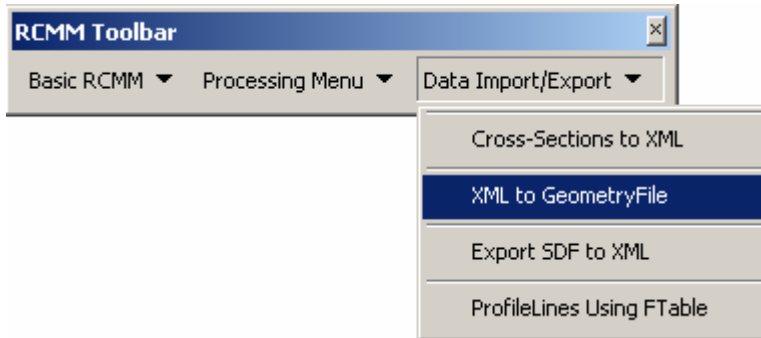 RCMM Toolbar
Basic RCMM Processing Menu Data Import/Export
Cross-Sections to XML
XML to GeometryFile
Export SDF to XML
ProfileLines Using FTable